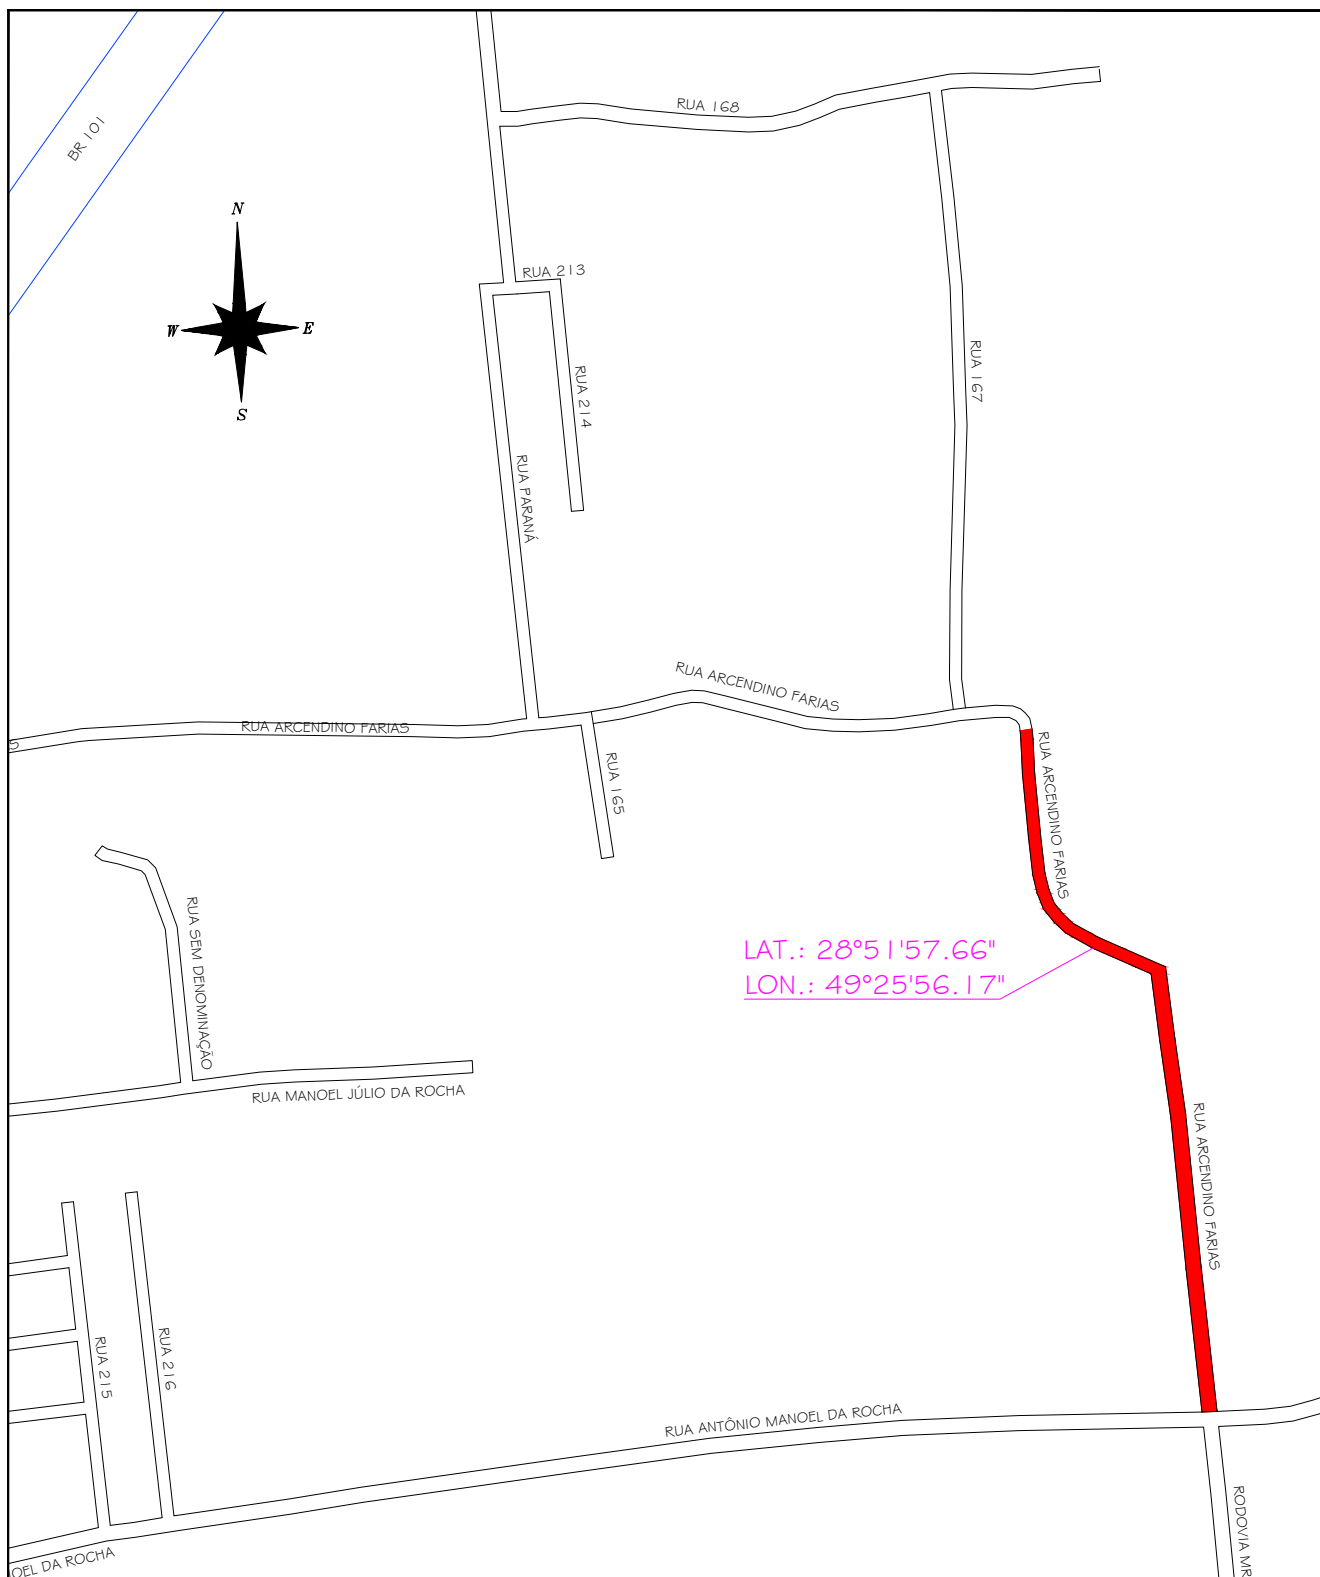 RUA 168
BR 101
N
W
E
S
RUA 213
RUA 214
RUA 167
RUA PARANÁ
RUA ARCENDINO FARIAS
RUA ARCENDINO FARIAS
S
RUA 165
RUA ARCENDINO FARIAS
RUA SEM DENOMINAÇÃO
LAT.: 28°51'57.66"
LON.: 49°25'56.17"
RUA MANOEL JÚLIO DA ROCHA
RUA ARCENDINO FARIAS
RUA 215
RUA 216
RUA ANTÔNIO MANOEL DA ROCHA
RODOVIA MR
OEL DA ROCHA